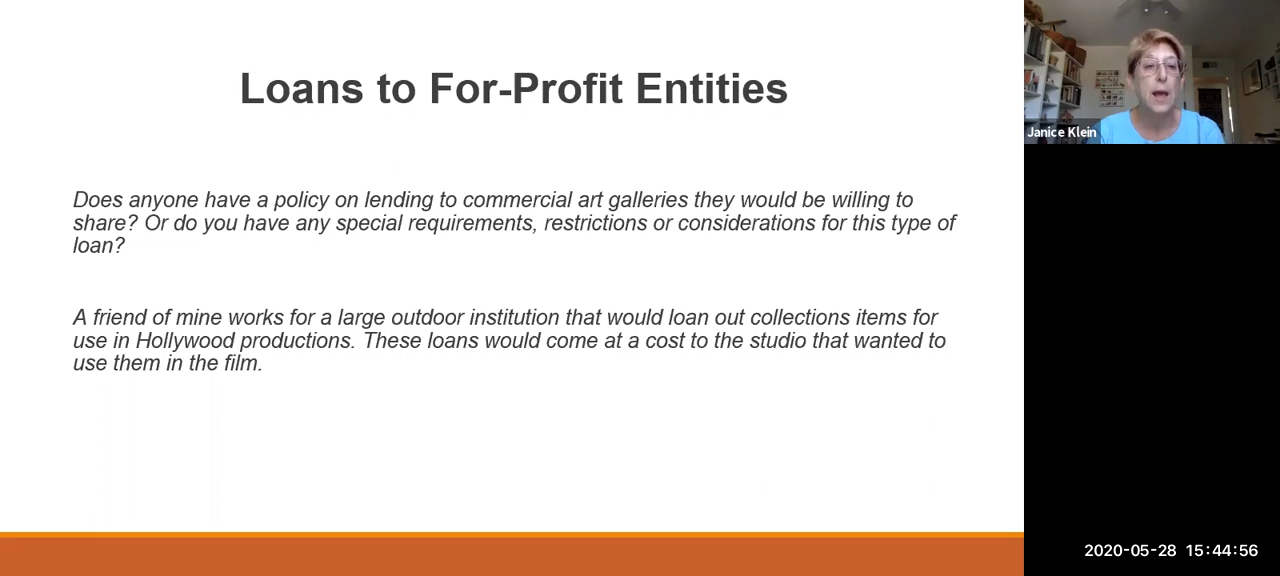 Loans to For-Profit Entities
Does anyone have a policy on lending to commercial art galleries they would be willing to
share? Or do you have any special requirements, restrictions or considerations for this type of
loan?
A friend of mine works for a large outdoor institution that would loan out collections items for
use in Hollywood productions. These loans would come at a cost to the studio that wanted to
use them in the film.
Janice Klein
2020-05-28 15:44:56